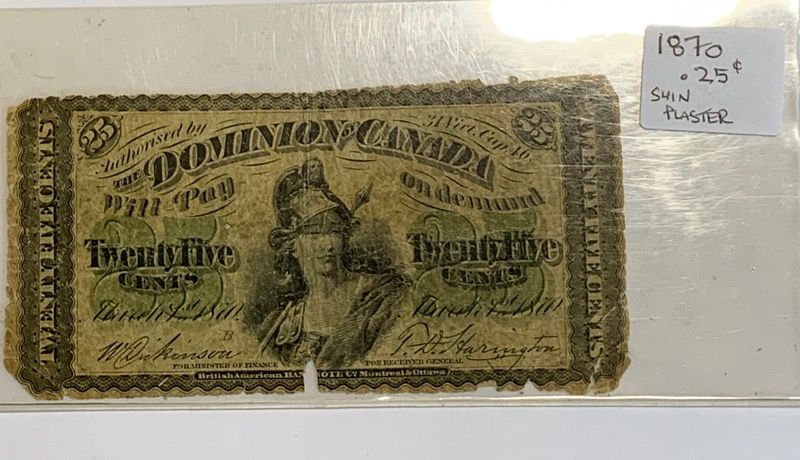 1870
.25¢
SHIN
PLASTER
25
25
Authorised by
31 Vict. Cap. 46.
THE DOMINION OF CANADA
Will Pay on demand
25
25
Twenty Five
CENTS
Twenty Five
CENTS
March 1st 1870
March 1st 1870
B
W Dickinson
T. D. Harington
FOR MINISTER OF FINANCE
FOR RECEIVER GENERAL
British American BANK NOTE Co. Montreal & Ottawa
TWENTY FIVE CENTS
TWENTY FIVE CENTS